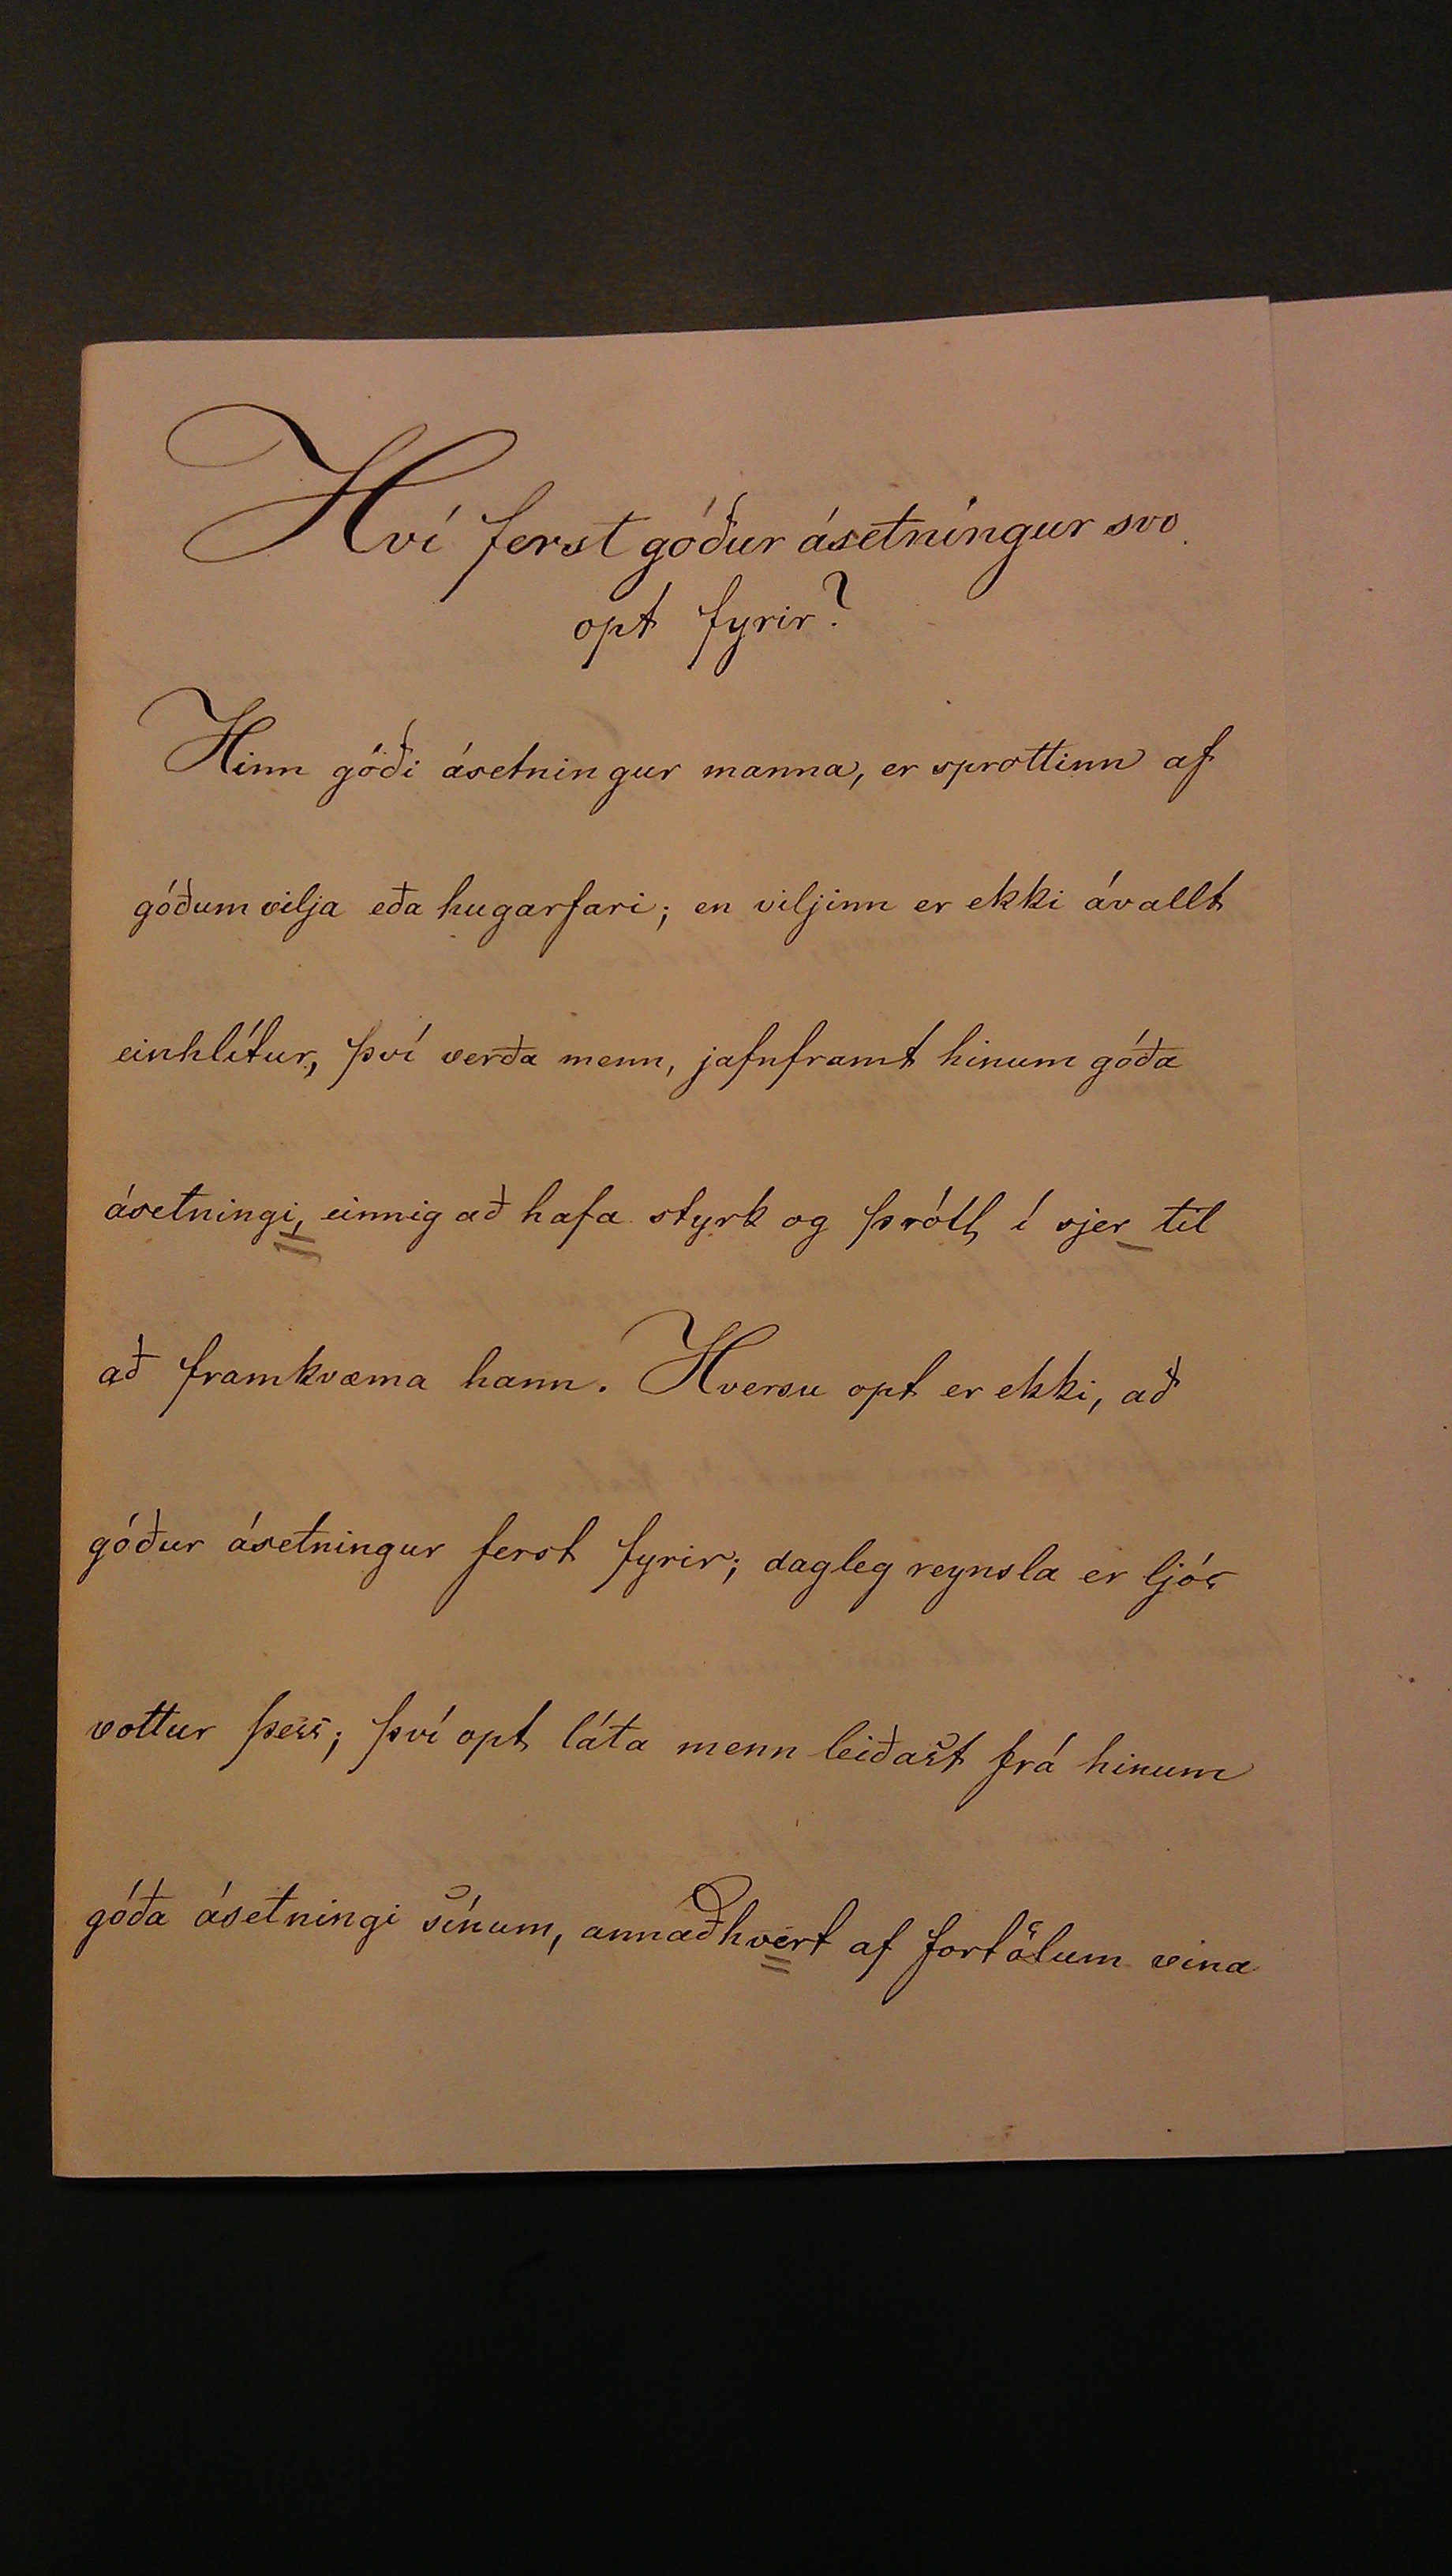 Hví ferst góður ásetningur svo
opt fyrir?
Hinn góði ásetningur manna, er sprottinn af
góðum vilja eða hugarfari; en viljinn er ekki ávallt
einhlítur, því verða menn, jafnframt hinum góða
ásetningi, einnig að hafa styrk og þrótt í sjer til
að framkvæma hann. Hversu opt er ekki, að
góður ásetningur ferst fyrir; dagleg reynsla er ljós
vottur þess; því opt láta menn leiðast frá hinum
góða ásetningi sínum, annaðhvert af fortölum vina